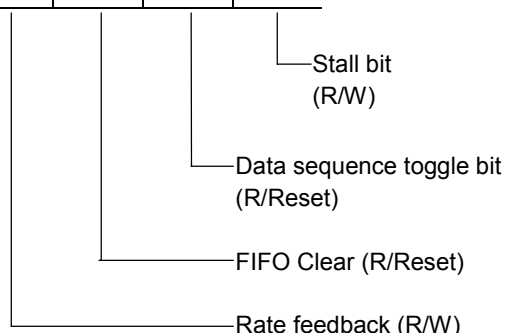 Stall bit
(R/W)
Data sequence toggle bit
(R/Reset)
FIFO Clear (R/Reset)
Rate feedback (R/W)